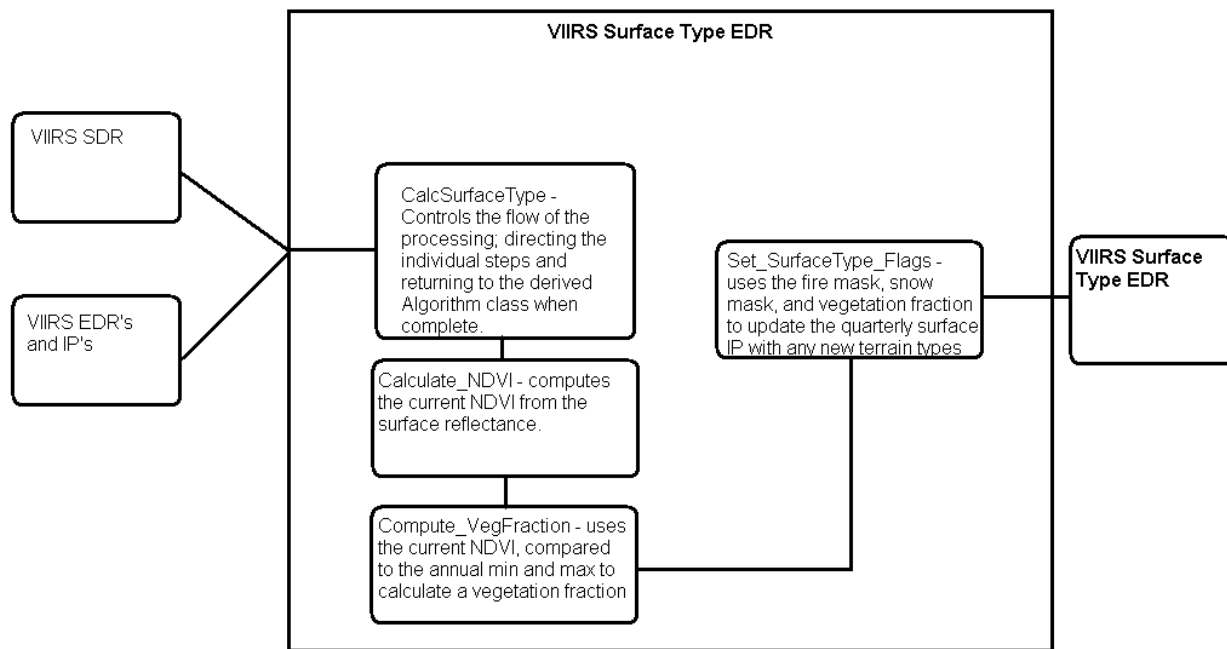 VIIRS Surface Type EDR
VIIRS SDR
VIIRS EDR's
and IP's
CalcSurfaceType -
Controls the flow of the
processing; directing the
individual steps and
returning to the derived
Algorithm class when
complete.
Calculate_NDVI - computes
the current NDVI from the
surface reflectance.
Compute_VegFraction - uses
the current NDVI, compared
to the annual min and max to
calculate a vegetation fraction
Set_SurfaceType_Flags -
uses the fire mask, snow
mask, and vegetation fraction
to update the quarterly surface
IP with any new terrain types
VIIRS Surface
Type EDR